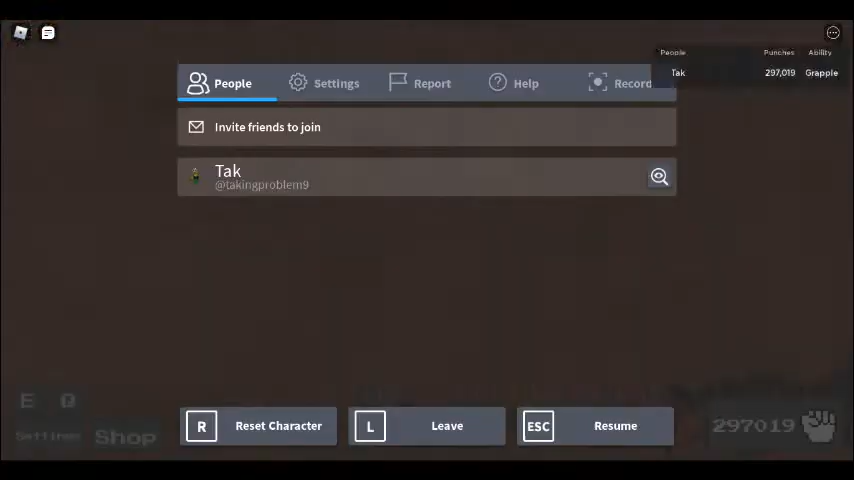 People Punches Ability
Tak 297,019 Grapple
People Settings Report Help Record
Invite friends to join
Tak
@takingproblem9
E Q
Settings Shop
R Reset Character L Leave ESC Resume
297019